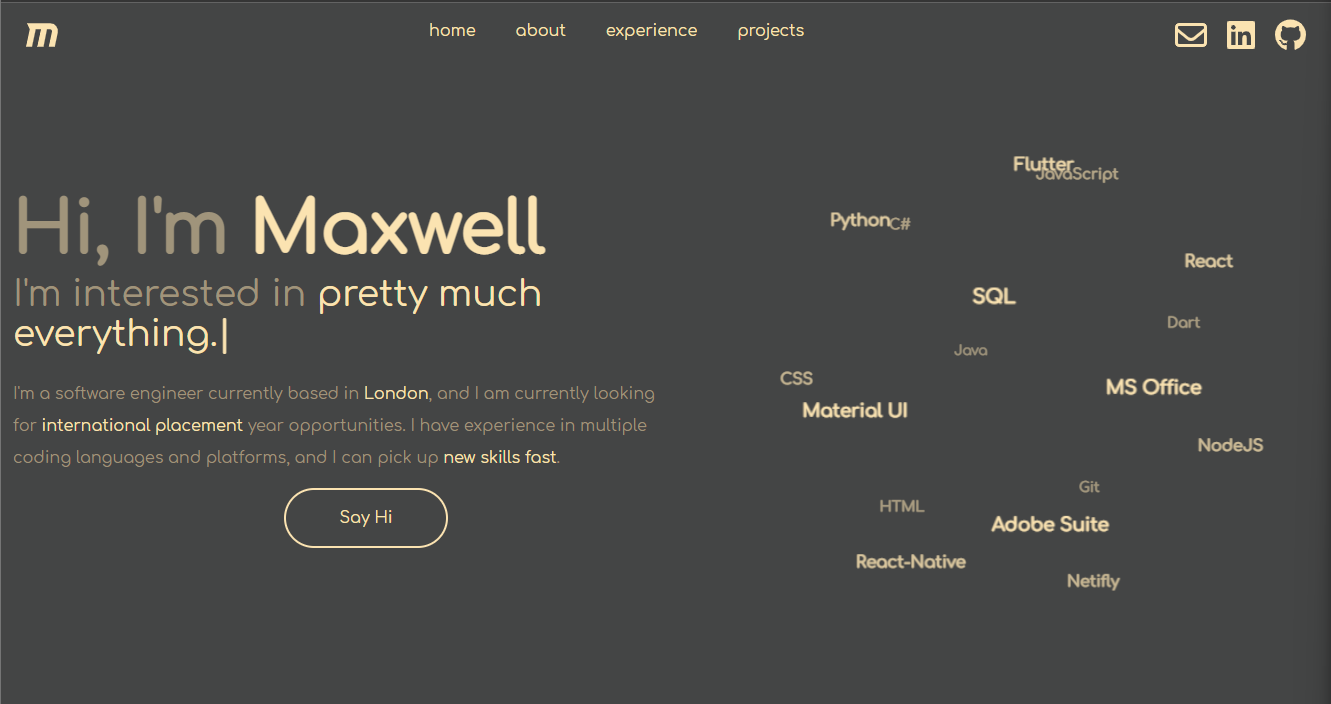 m
home about experience projects
Hi, I'm Maxwell
I'm interested in pretty much
everything.|
I'm a software engineer currently based in London, and I am currently looking
for international placement year opportunities. I have experience in multiple
coding languages and platforms, and I can pick up new skills fast.
Say Hi
Flutter
JavaScript
Python
C#
React
SQL
Dart
Java
CSS
MS Office
Material UI
NodeJS
Git
HTML
Adobe Suite
React-Native
Netifly